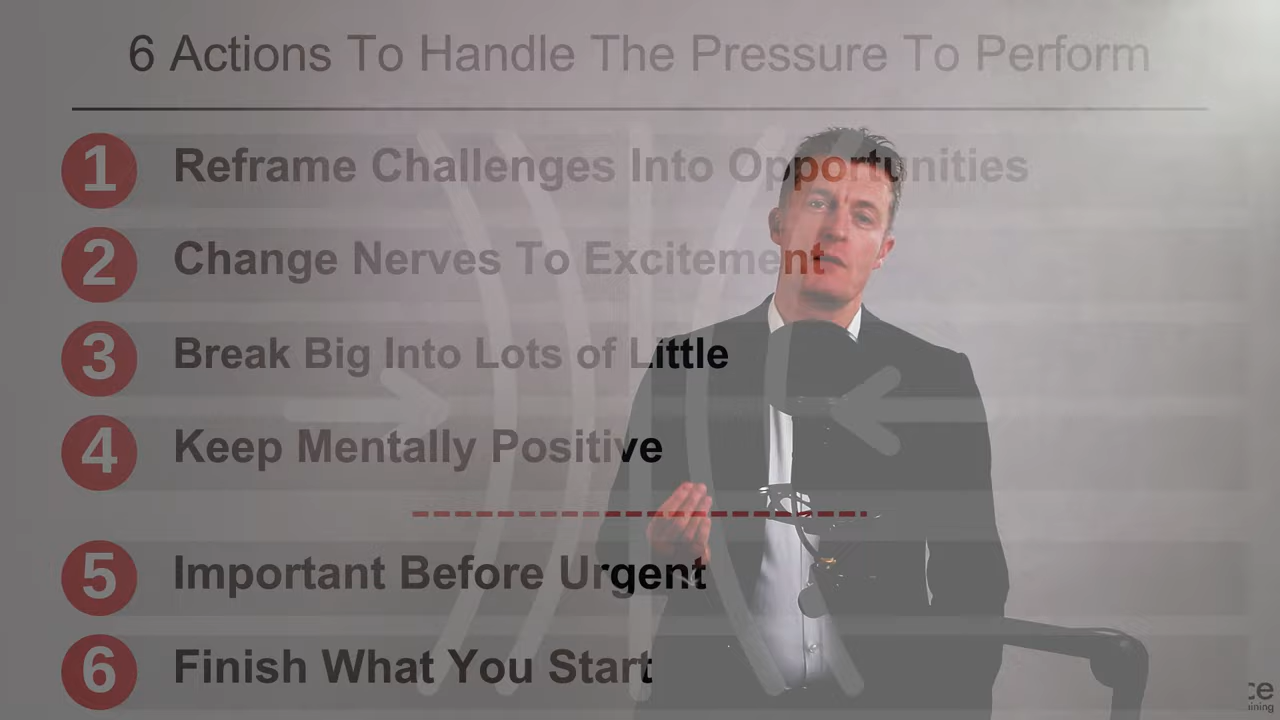 6 Actions To Handle The Pressure To Perform
1 Reframe Challenges Into Opportunities
2 Change Nerves To Excitement
3 Break Big Into Lots of Little
4 Keep Mentally Positive
5 Important Before Urgent
6 Finish What You Start
ce
ining